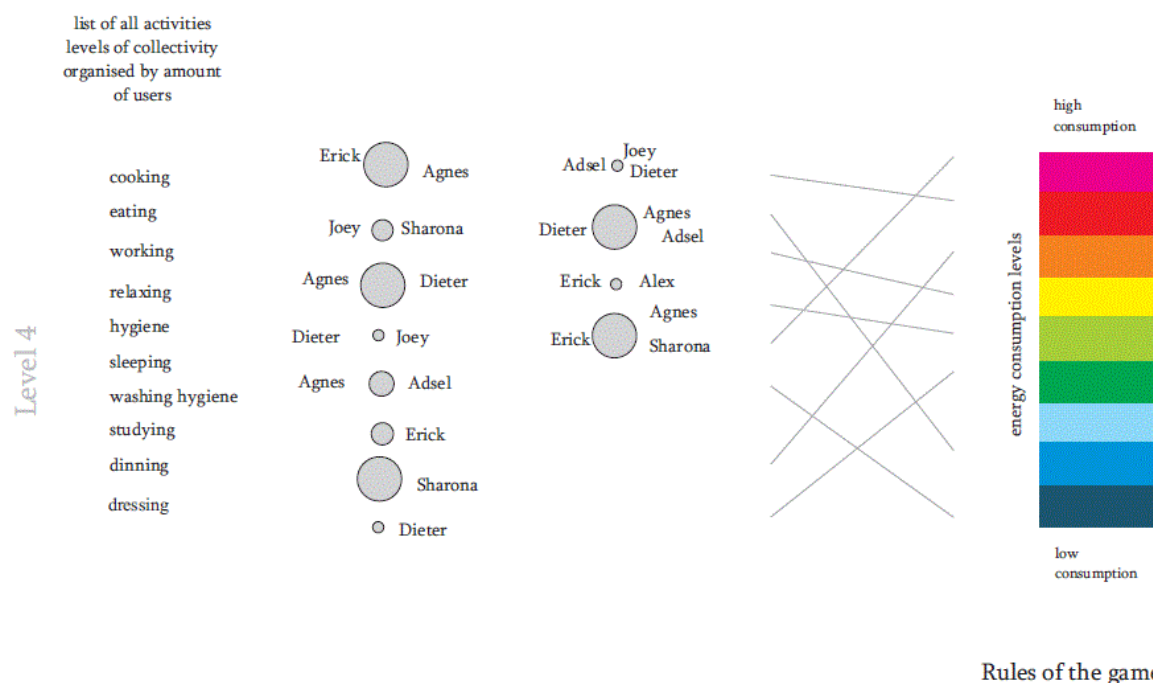 list of all activities
levels of collectivity
organised by amount
of users
high
consumption
cooking
eating
working
relaxing
hygiene
sleeping
washing hygiene
studying
dinning
dressing
Level 4
Erick
Agnes
Joey
Sharona
Agnes
Dieter
Dieter
Joey
Agnes
Adsel
Erick
Sharona
Dieter
Joey
Adsel
Dieter
Agnes
Dieter
Adsel
Erick
Alex
Agnes
Erick
Sharona
energy consumption levels
low
consumption
Rules of the game